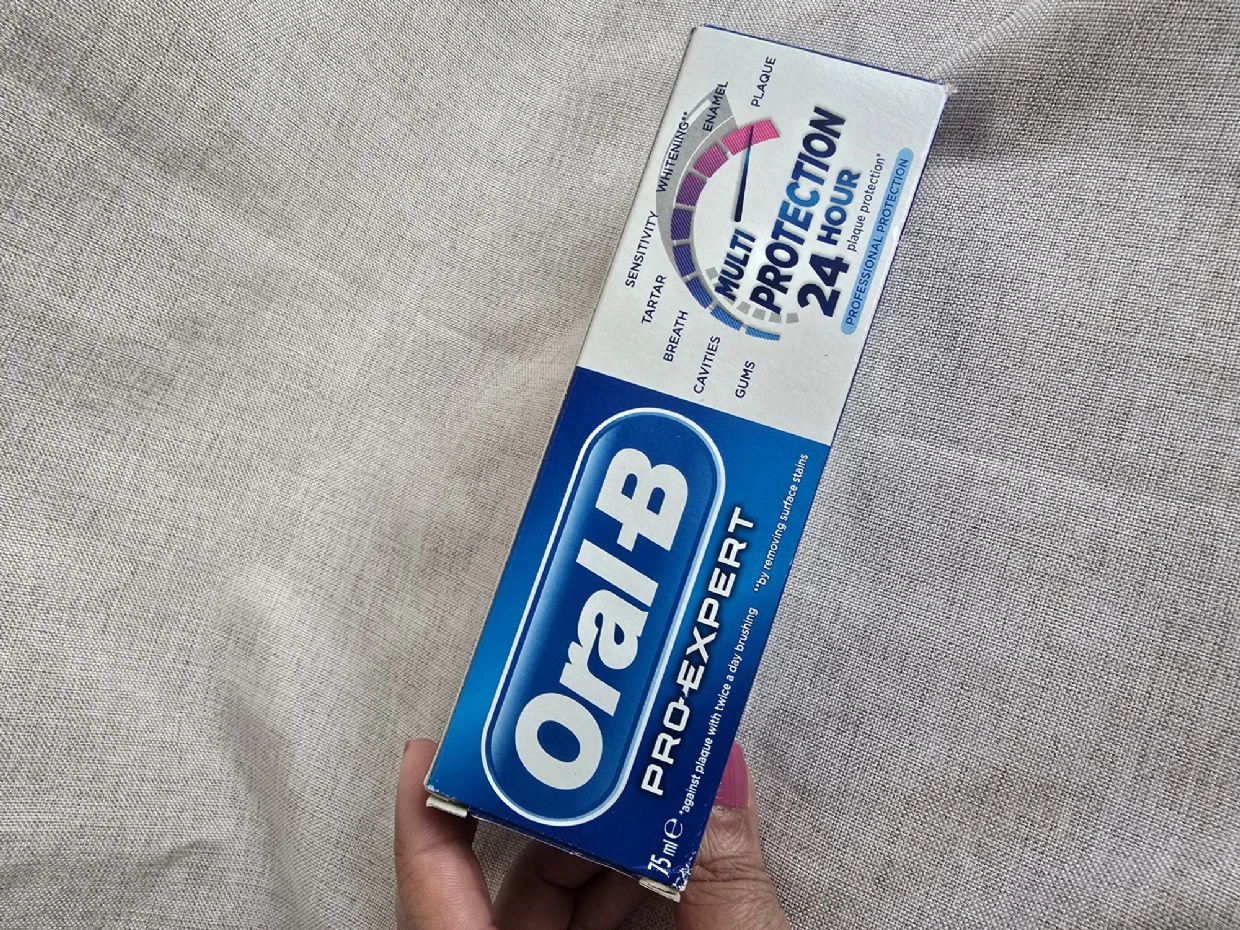 Oral-B
PRO-EXPERT
*against plaque with twice a day brushing **by removing surface stains
75 ml e
GUMS
CAVITIES
BREATH
TARTAR
SENSITIVITY
WHITENING**
ENAMEL
PLAQUE
MULTI
PROTECTION
24 HOUR
plaque protection*
PROFESSIONAL PROTECTION